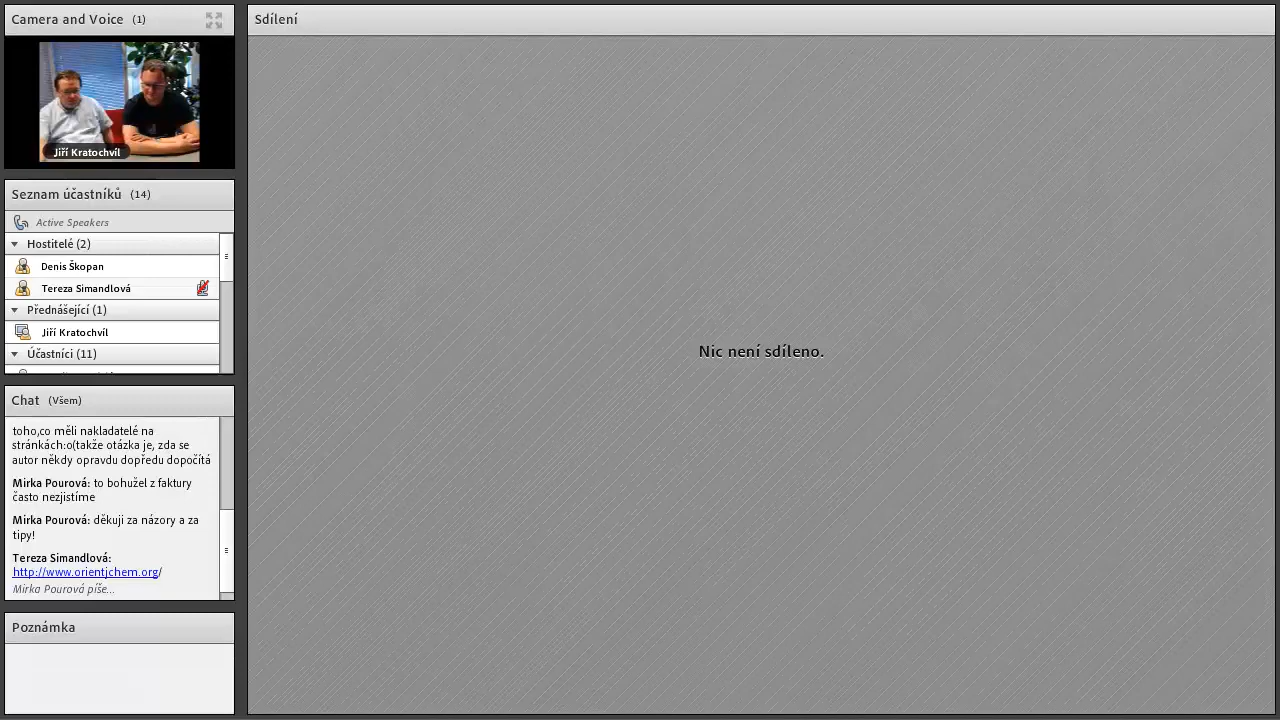 Camera and Voice (1)
Jiří Kratochvíl
Seznam účastníků (14)
Active Speakers
Hostitelé (2)
Denis Škopan
Tereza Simandlová
Přednášející (1)
Jiří Kratochvíl
Účastníci (11)
Chat (Všem)
toho,co měli nakladatelé na
stránkách:o(takže otázka je, zda se
autor někdy opravdu dopředu dopočítá
Mirka Pourová: to bohužel z faktury
často nezjistíme
Mirka Pourová: děkuji za názory a za
tipy!
Tereza Simandlová:
http://www.orientjchem.org/
Mirka Pourová píše...
Poznámka
Sdílení
Nic není sdíleno.